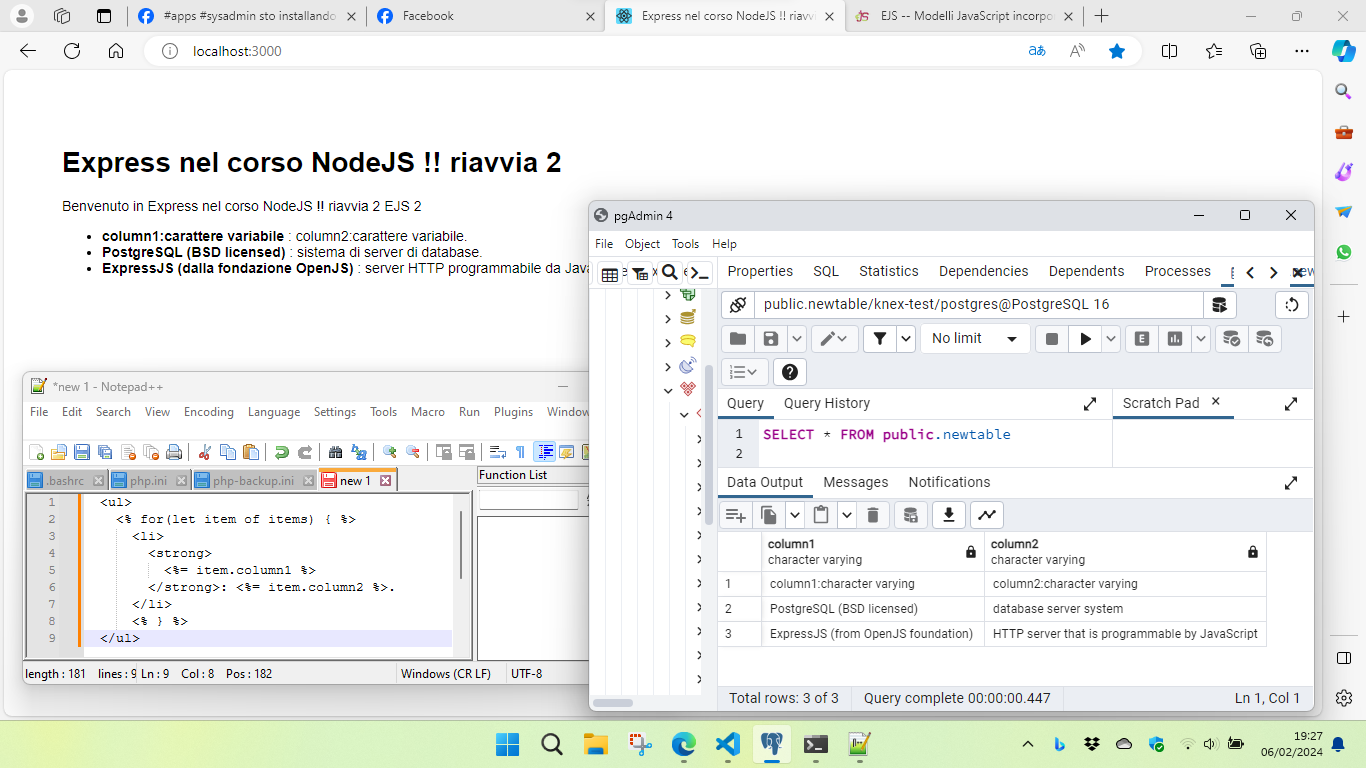 #apps #sysadmin sto installando
Facebook
Express nel corso NodeJS !! riavvi
EJS -- Modelli JavaScript incorpo
localhost:3000
Express nel corso NodeJS !! riavvia 2
Benvenuto in Express nel corso NodeJS !! riavvia 2 EJS 2
column1:carattere variabile : column2:carattere variabile.
PostgreSQL (BSD licensed) : sistema di server di database.
ExpressJS (dalla fondazione OpenJS) : server HTTP programmabile da Java
*new 1 - Notepad++
File Edit Search View Encoding Language Settings Tools Macro Run Plugins Window
.bashrc php.ini php-backup.ini new 1
Function List
1 <ul>
2 <% for(let item of items) { %>
3 <li>
4 <strong>
5 <%= item.column1 %>
6 </strong>: <%= item.column2 %>.
7 </li>
8 <% } %>
9 </ul>
length : 181 lines : 9 Ln : 9 Col : 8 Pos : 182 Windows (CR LF) UTF-8
pgAdmin 4
File Object Tools Help
Properties SQL Statistics Dependencies Dependents Processes
public.newtable/knex-test/postgres@PostgreSQL 16
No limit
Query Query History
Scratch Pad
1 SELECT * FROM public.newtable
2
Data Output Messages Notifications
column1 column2
character varying character varying
1 column1:character varying column2:character varying
2 PostgreSQL (BSD licensed) database server system
3 ExpressJS (from OpenJS foundation) HTTP server that is programmable by JavaScript
Total rows: 3 of 3 Query complete 00:00:00.447 Ln 1, Col 1
19:27
06/02/2024